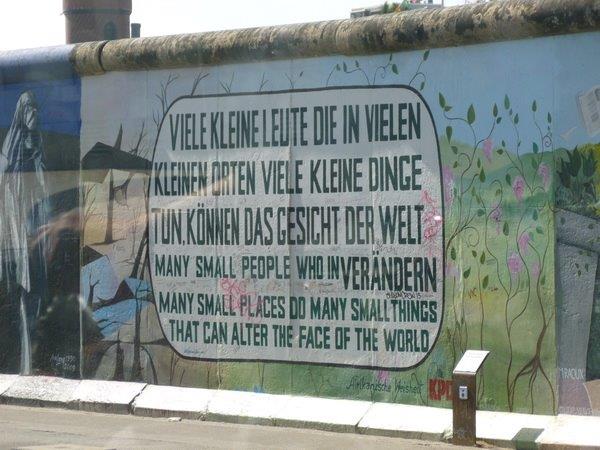 VIELE KLEINE LEUTE DIE IN VIELEN
KLEINEN ORTEN VIELE KLEINE DINGE
TUN, KÖNNEN DAS GESICHT DER WELT
VERÄNDERN
MANY SMALL PEOPLE WHO IN
MANY SMALL PLACES DO MANY SMALL THINGS
THAT CAN ALTER THE FACE OF THE WORLD
Afrikanische Weisheit